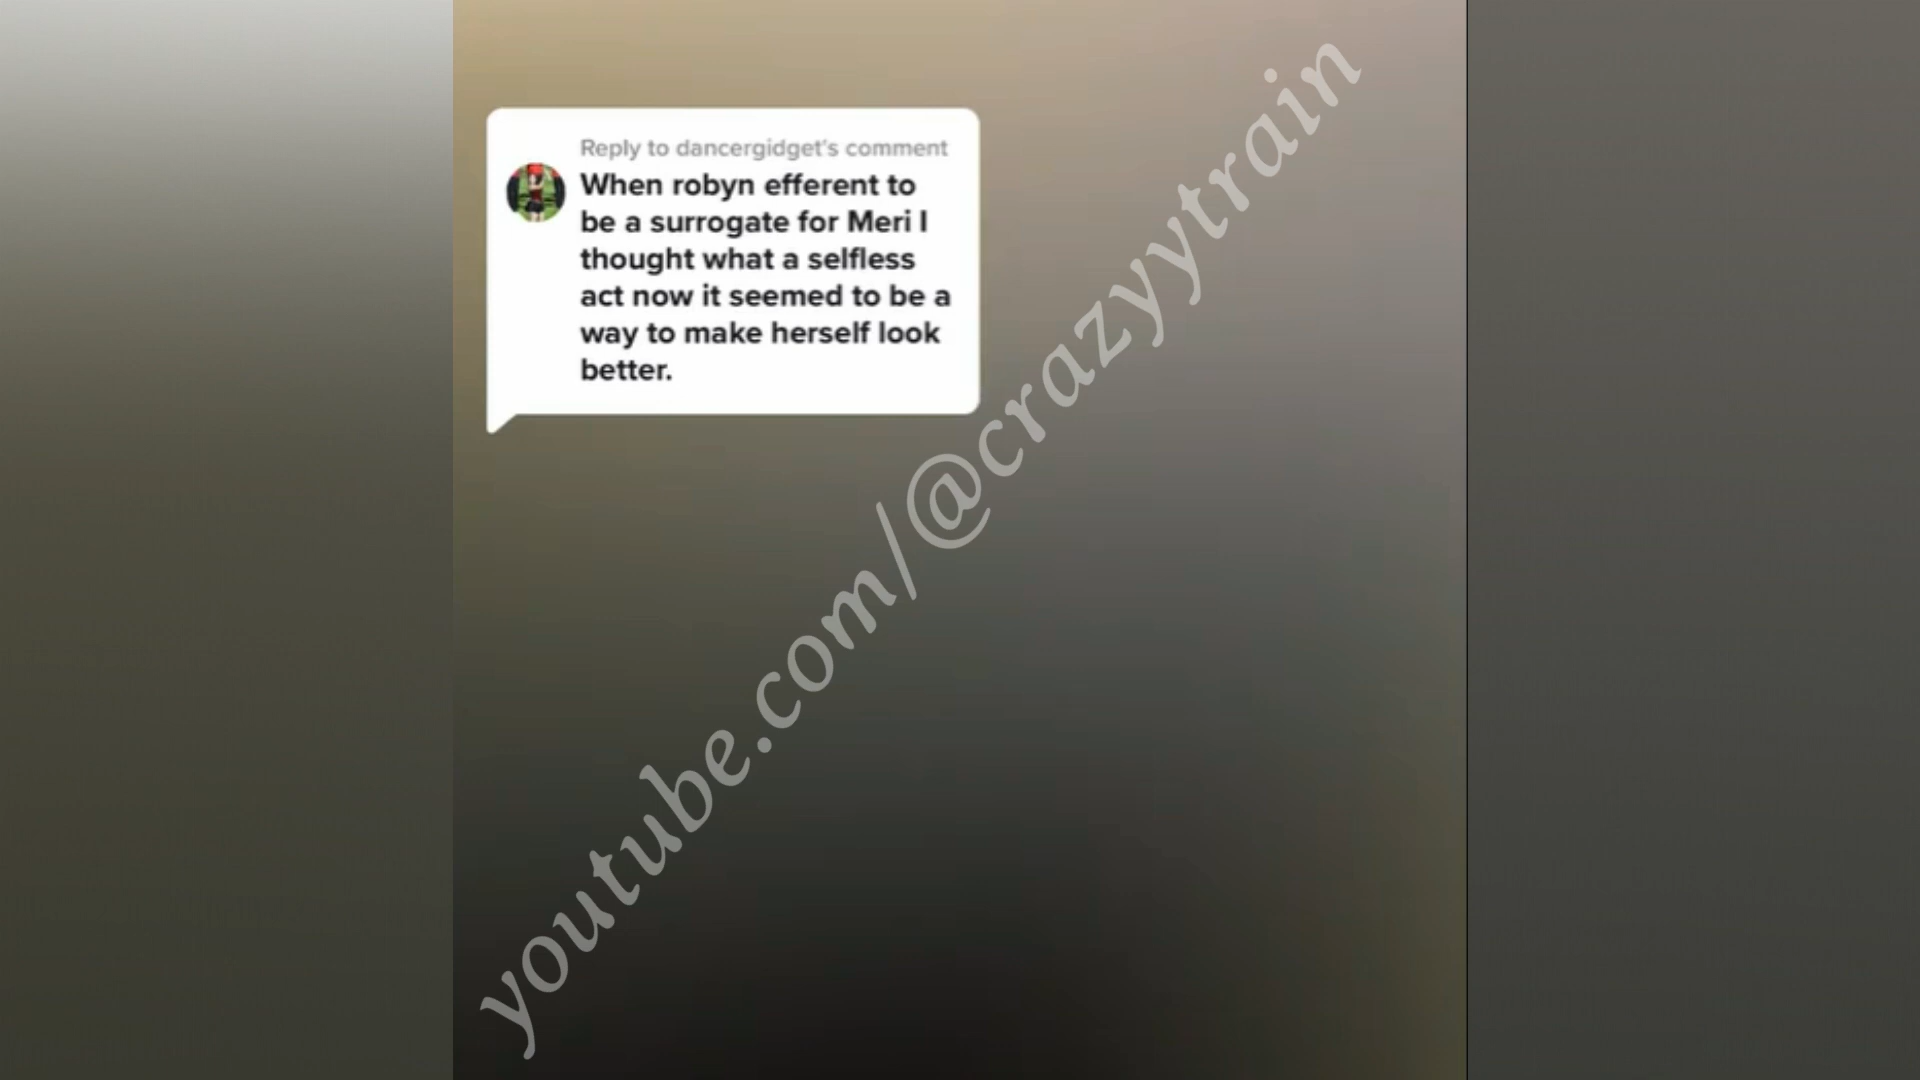 Reply to dancergidget's comment
When robyn efferent to
be a surrogate for Meri I
thought what a selfless
act now it seemed to be a
way to make herself look
better.
youtube.com/@crazyytrain